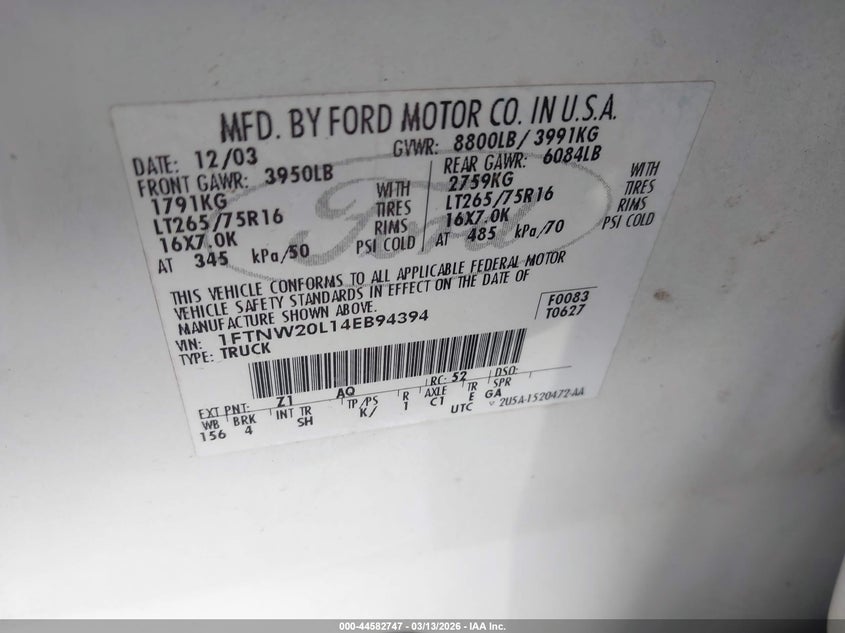 MFD. BY FORD MOTOR CO. IN U.S.A.
DATE: 12/03 GVWR: 8800LB/ 3991KG
FRONT GAWR: 3950LB REAR GAWR: 6084LB
1791KG WITH 2759KG WITH
LT265/75R16 TIRES LT265/75R16 TIRES
16X7.0K RIMS 16X7.0K RIMS
AT 345 kPa/50 PSI COLD AT 485 kPa/70 PSI COLD
Ford
THIS VEHICLE CONFORMS TO ALL APPLICABLE FEDERAL MOTOR
VEHICLE SAFETY STANDARDS IN EFFECT ON THE DATE OF
MANUFACTURE SHOWN ABOVE.
VIN: 1FTNW20L14EB94394
TYPE: TRUCK
F0083
T0627
EXT PNT: Z1 AQ RC: 52 DSO:
WB BRK INT TR TP/PS R AXLE TR SPR
156 4 SH K/ 1 C1 E GA
UTC 2U5A-1520472-AA
000-44582747 - 03/13/2026 - IAA Inc.